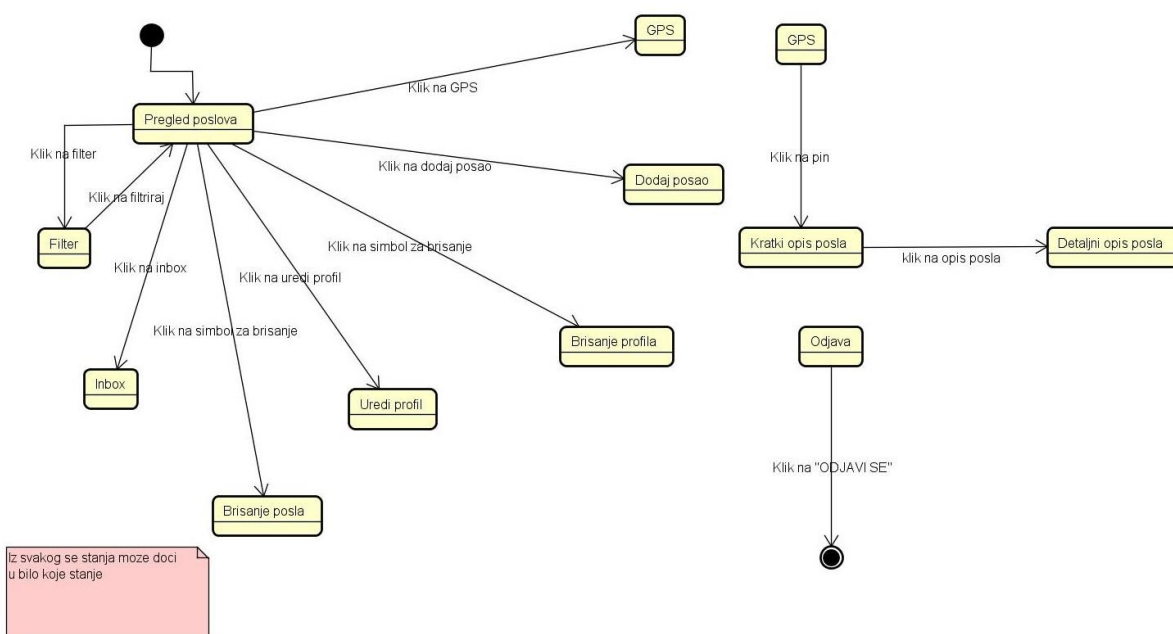 GPS
GPS
Klik na GPS
Pregled poslova
Klik na filter
Klik na pin
Klik na dodaj posao
Dodaj posao
Klik na filtriraj
Filter
Klik na simbol za brisanje
Kratki opis posla
Detaljni opis posla
klik na opis posla
Klik na inbox
Klik na uredi profil
Klik na simbol za brisanje
Brisanje profila
Odjava
Inbox
Uredi profil
Klik na "ODJAVI SE"
Brisanje posla
Iz svakog se stanja moze doci
u bilo koje stanje